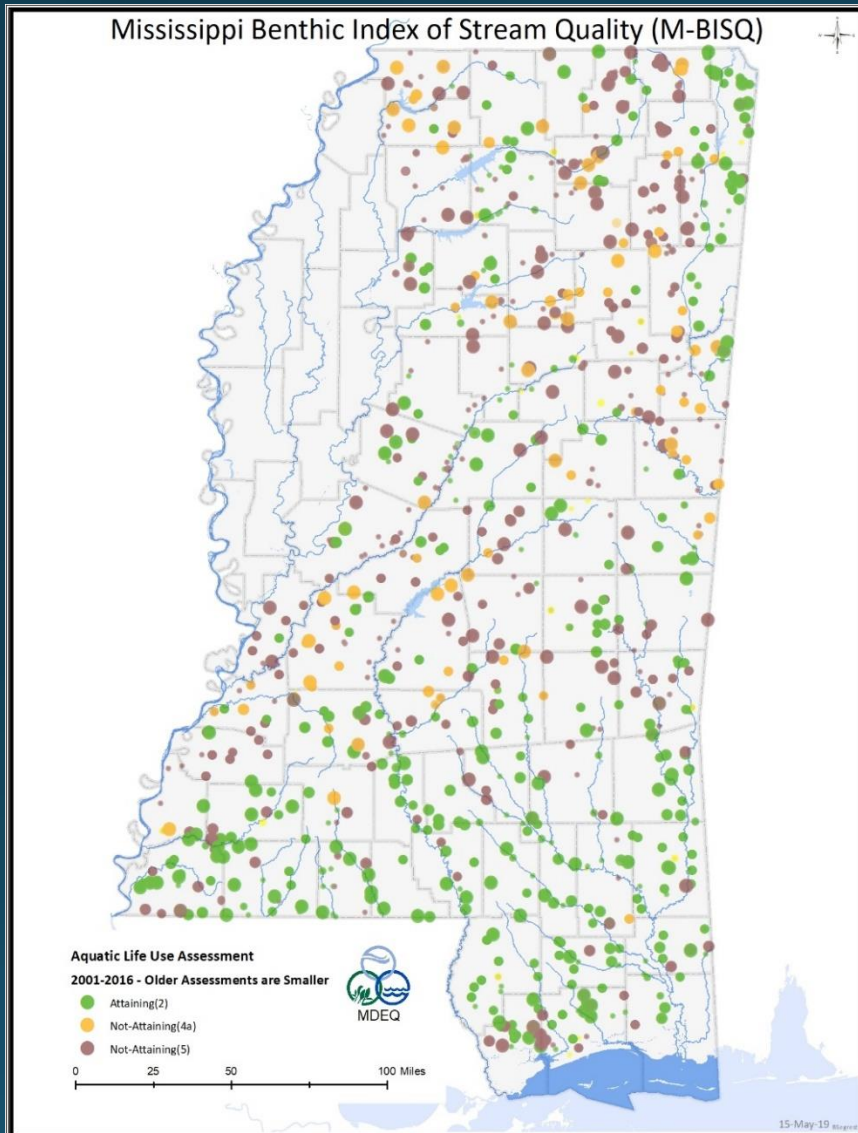 Mississippi Benthic Index of Stream Quality (M-BISQ)
Aquatic Life Use Assessment
2001-2016 - Older Assessments are Smaller
Attaining(2)
Not-Attaining(4a)
Not-Attaining(5)
MDEQ
0 25 50 100 Miles
15-May-19